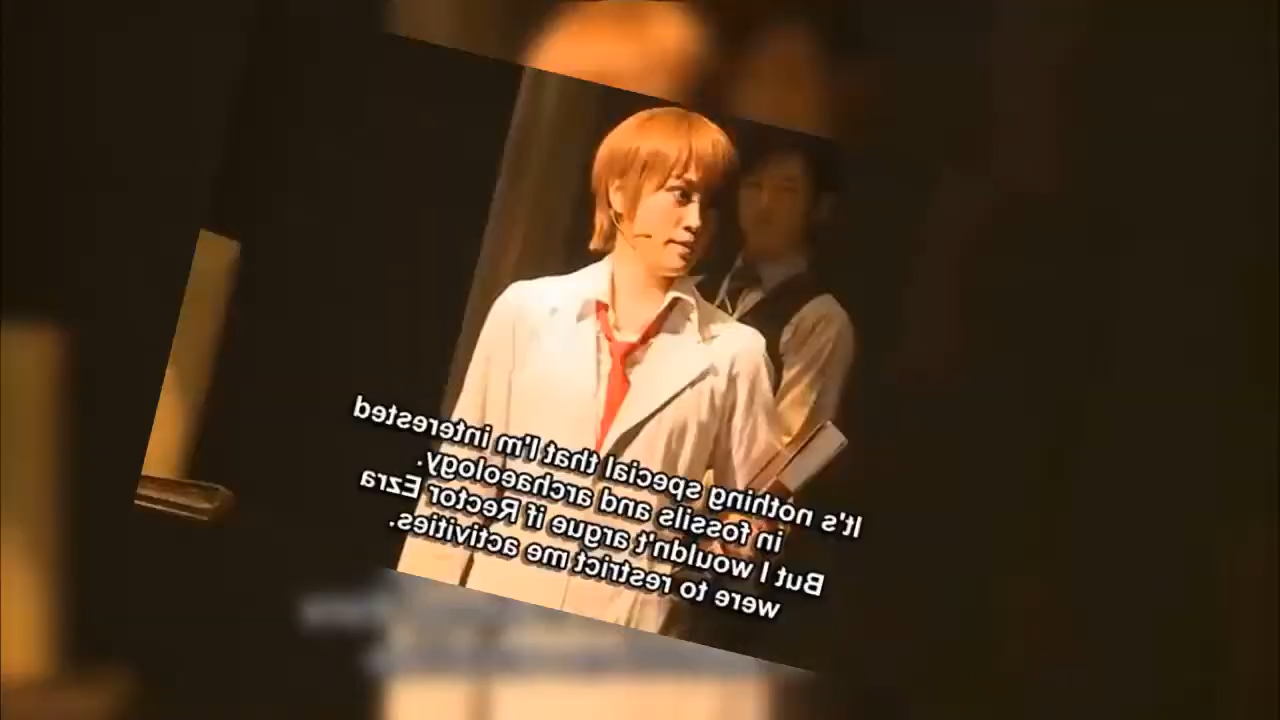 It's nothing special that I'm interested
in fossils and archaeology.
But I wouldn't argue if Rector Ezra
were to restrict me activities.